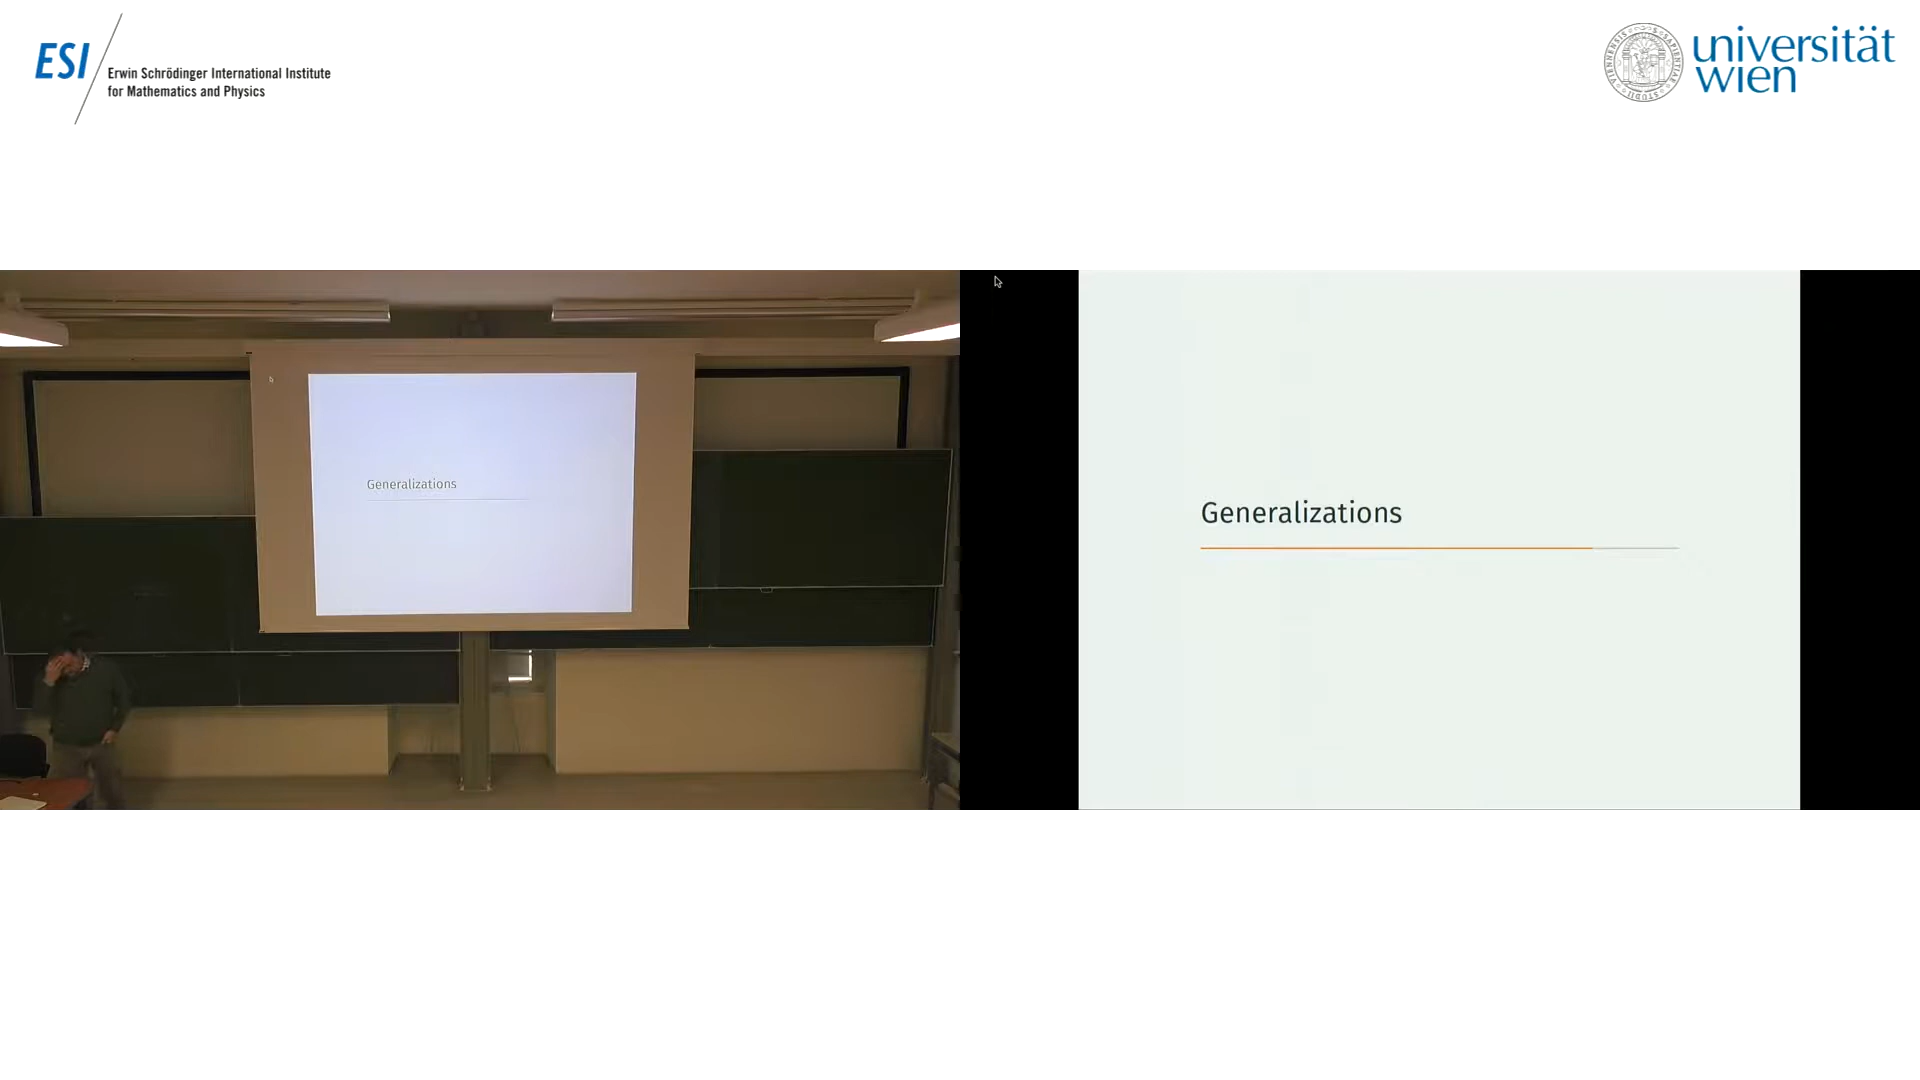 ESI
Erwin Schrödinger International Institute
for Mathematics and Physics
universität
wien
Generalizations
Generalizations